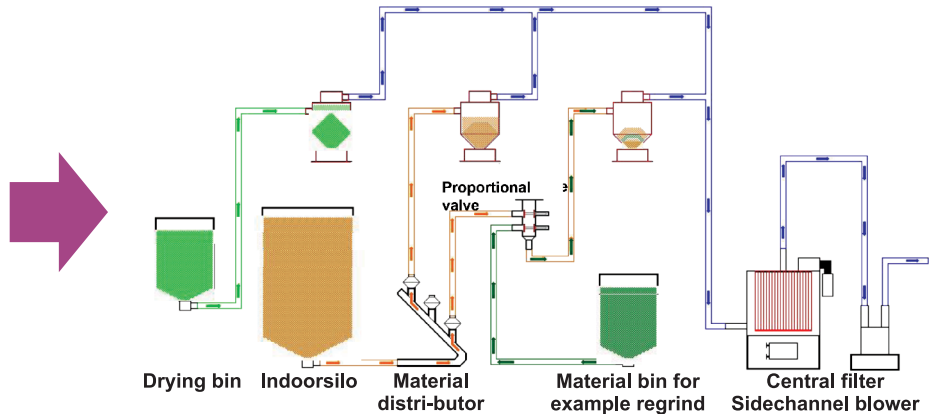 Proportional
valve
e
Drying bin
Indoorsilo
Material
distri-butor
Material bin for
example regrind
Central filter
Sidechannel blower